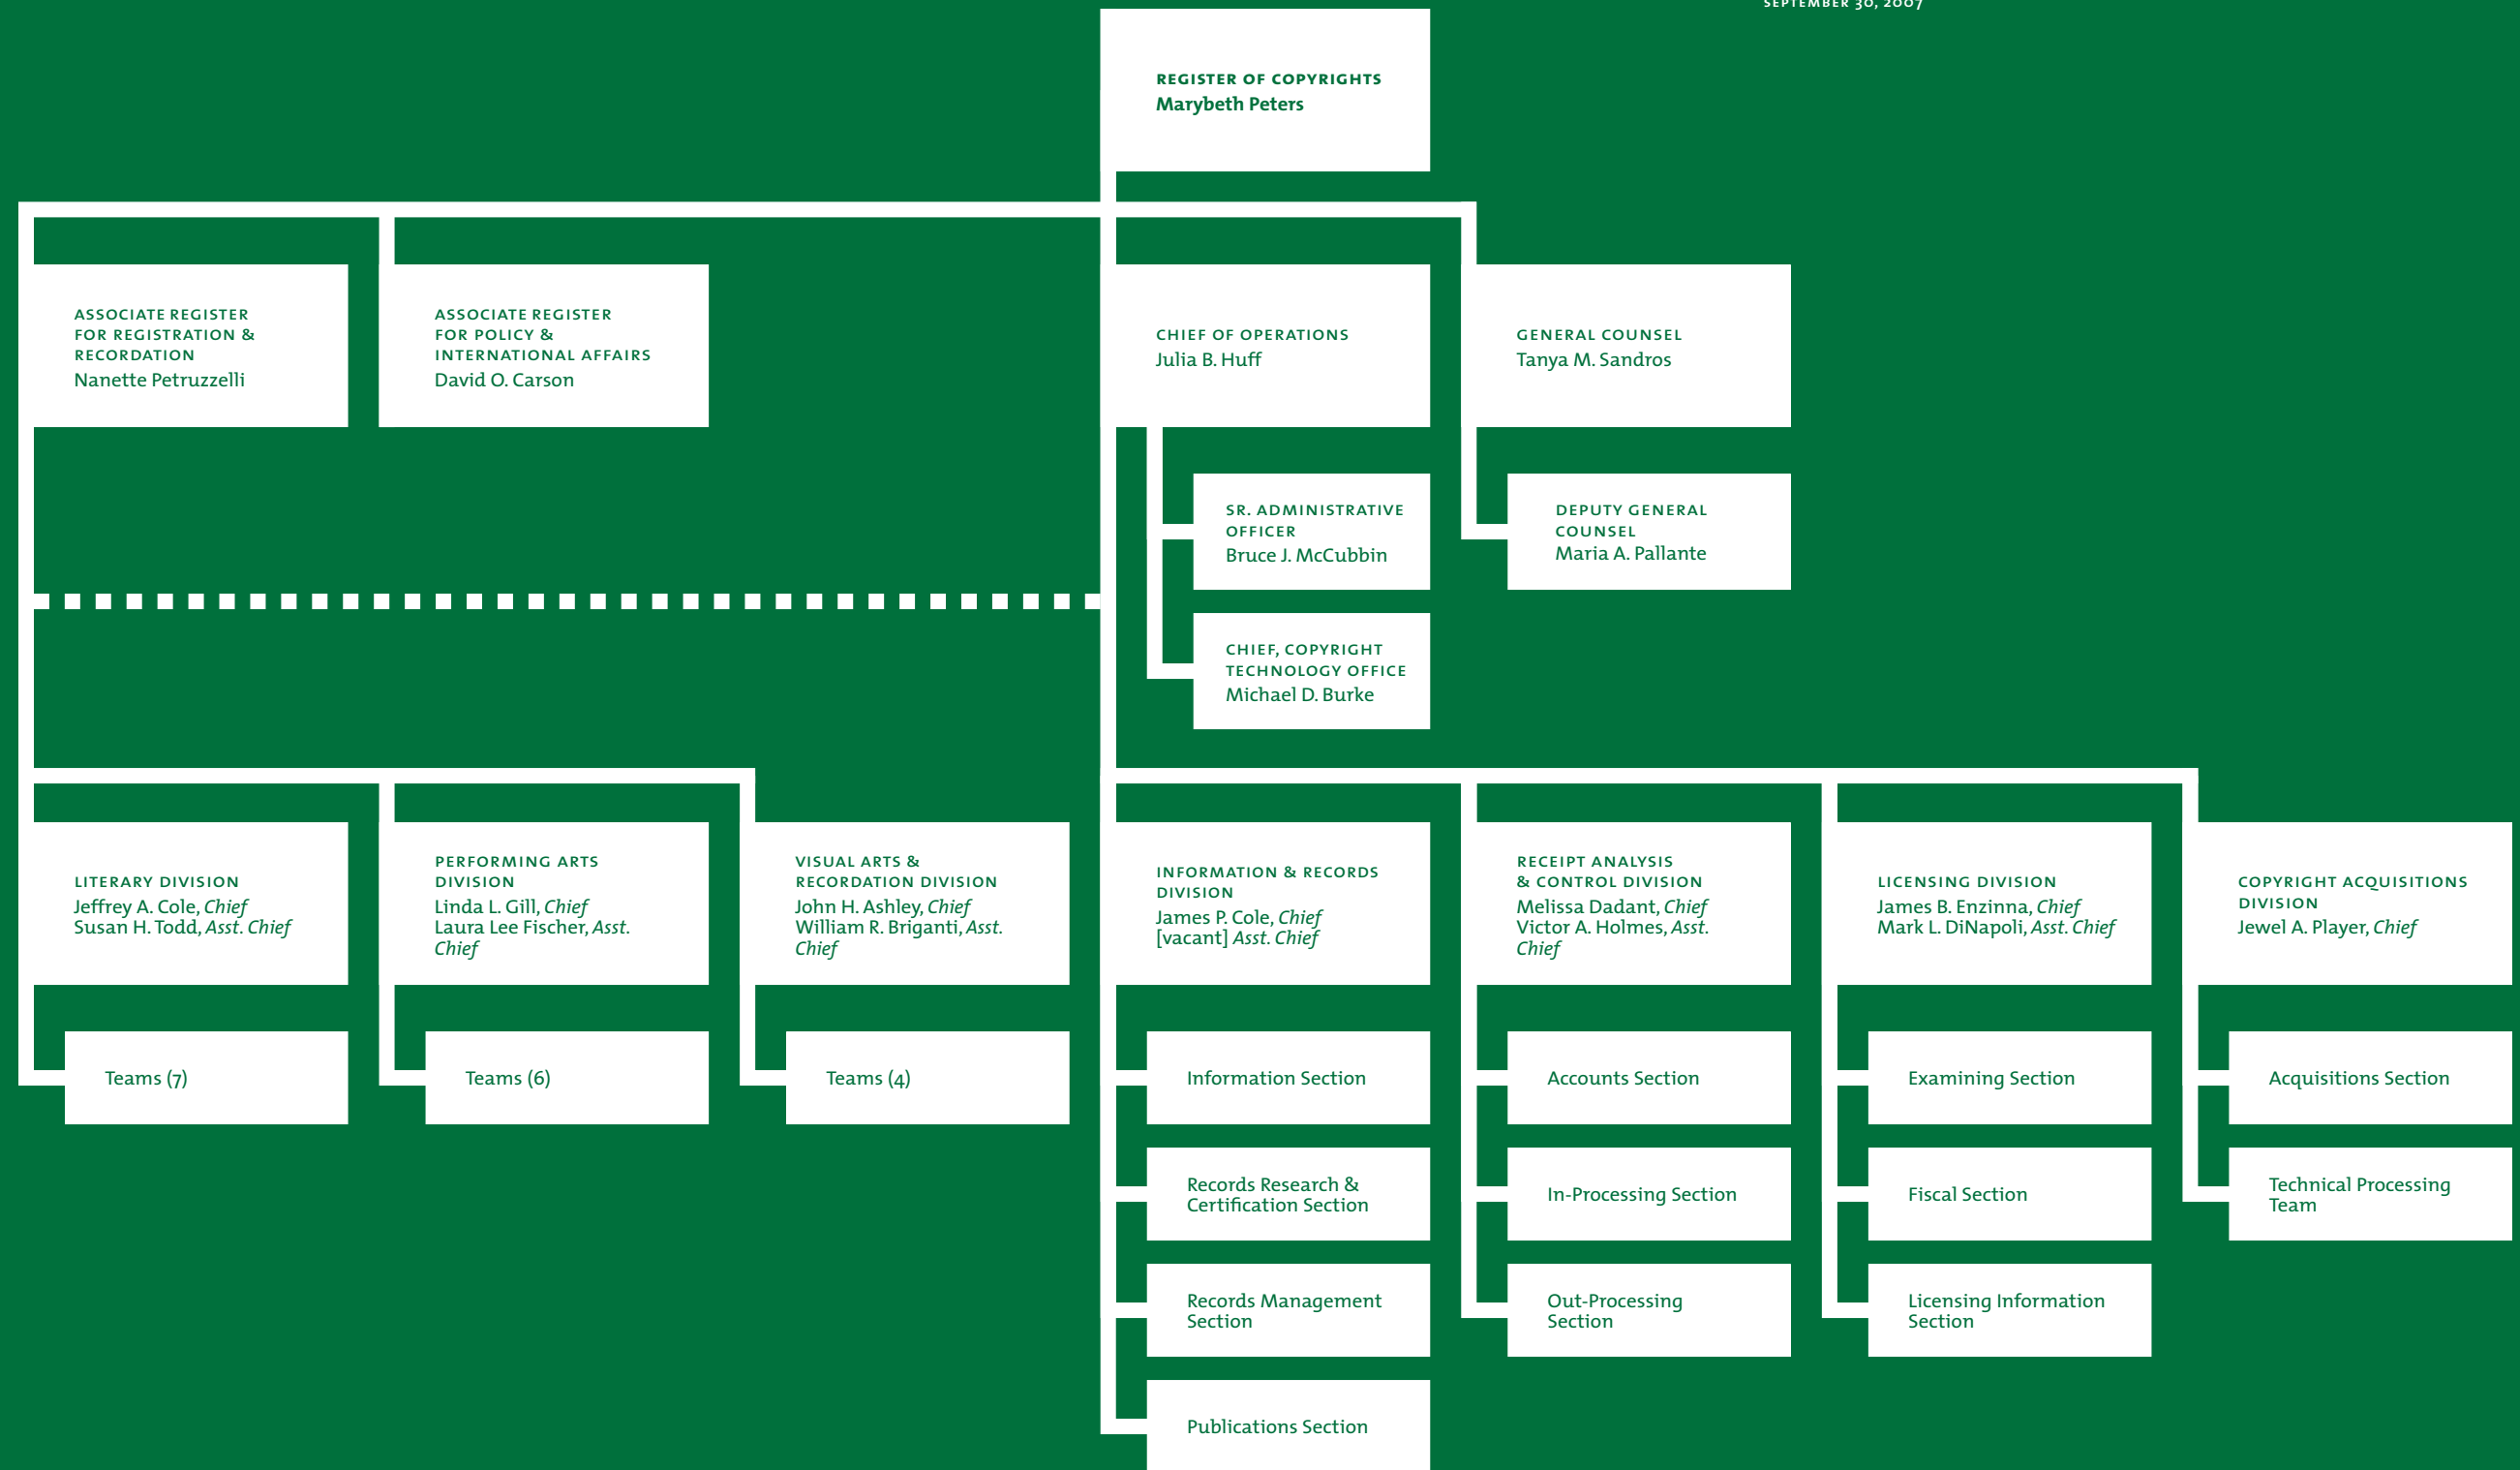 SEPTEMBER 30, 2007
REGISTER OF COPYRIGHTS
Marybeth Peters
ASSOCIATE REGISTER
FOR REGISTRATION &
RECORDATION
Nanette Petruzzelli
ASSOCIATE REGISTER
FOR POLICY &
INTERNATIONAL AFFAIRS
David O. Carson
CHIEF OF OPERATIONS
Julia B. Huff
GENERAL COUNSEL
Tanya M. Sandros
SR. ADMINISTRATIVE
OFFICER
Bruce J. McCubbin
DEPUTY GENERAL
COUNSEL
Maria A. Pallante
CHIEF, COPYRIGHT
TECHNOLOGY OFFICE
Michael D. Burke
LITERARY DIVISION
Jeffrey A. Cole, Chief
Susan H. Todd, Asst. Chief
PERFORMING ARTS
DIVISION
Linda L. Gill, Chief
Laura Lee Fischer, Asst.
Chief
VISUAL ARTS &
RECORDATION DIVISION
John H. Ashley, Chief
William R. Briganti, Asst.
Chief
INFORMATION & RECORDS
DIVISION
James P. Cole, Chief
[vacant] Asst. Chief
RECEIPT ANALYSIS
& CONTROL DIVISION
Melissa Dadant, Chief
Victor A. Holmes, Asst.
Chief
LICENSING DIVISION
James B. Enzinna, Chief
Mark L. DiNapoli, Asst. Chief
COPYRIGHT ACQUISITIONS
DIVISION
Jewel A. Player, Chief
Teams (7)
Teams (6)
Teams (4)
Information Section
Accounts Section
Examining Section
Acquisitions Section
Records Research &
Certification Section
In-Processing Section
Fiscal Section
Technical Processing
Team
Records Management
Section
Out-Processing
Section
Licensing Information
Section
Publications Section